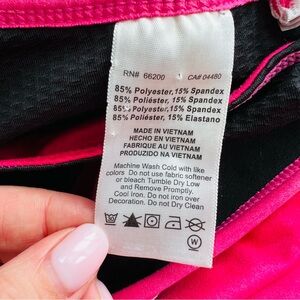 RN# 66200 CA# 04480
85% Polyester, 15% Spandex
85% Poliéster, 15% Spandex
85% Polyester, 15% Spandex
85% Poliéster, 15% Elastano
MADE IN VIETNAM
HECHO EN VIETNAM
FABRIQUE AU VIETNAM
PRODUZIDO NA VIETNAM
Machine Wash Cold with like
colors Do not use fabric softener
or bleach Tumble Dry Low
and Remove Promptly.
Cool iron. Do not iron over
design. Do not Dry Clean
W